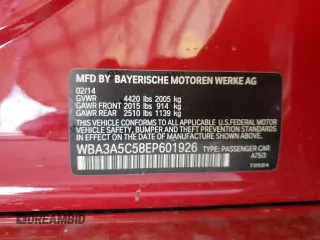 MFD BY BAYERISCHE MOTOREN WERKE AG
02/14
GVWR 4420 lbs 2005 kg
GAWR FRONT 2015 lbs 914 kg
GAWR REAR 2510 lbs 1139 kg
THIS VEHICLE CONFORMS TO ALL APPLICABLE U.S. FEDERAL MOTOR VEHICLE SAFETY, BUMPER, AND THEFT PREVENTION STANDARDS IN EFFECT ON THE DATE OF MANUFACTURE SHOWN ABOVE.
WBA3A5C58EP601926 TYPE: PASSENGER CAR
DREAMBID